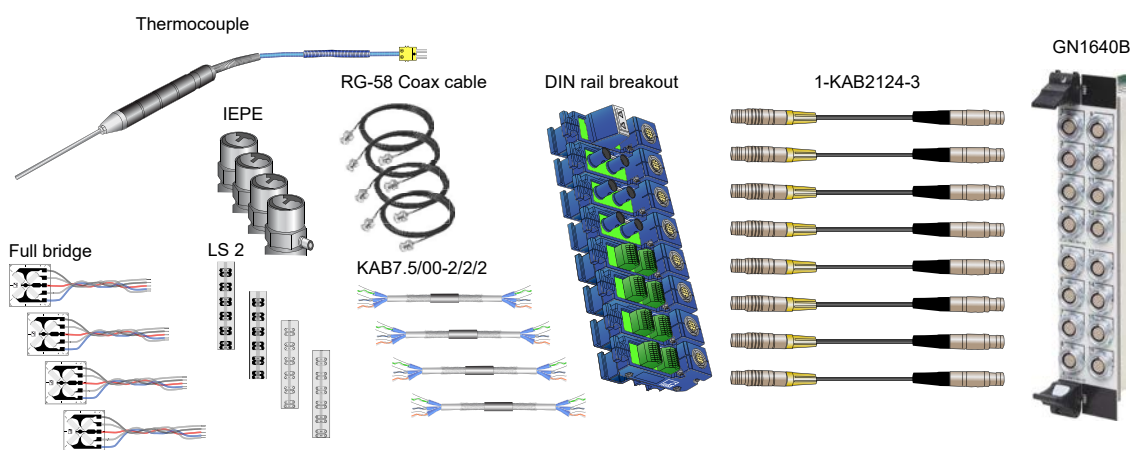 Thermocouple
GN1640B
RG-58 Coax cable
DIN rail breakout
1-KAB2124-3
IEPE
Full bridge
LS 2
KAB7.5/00-2/2/2